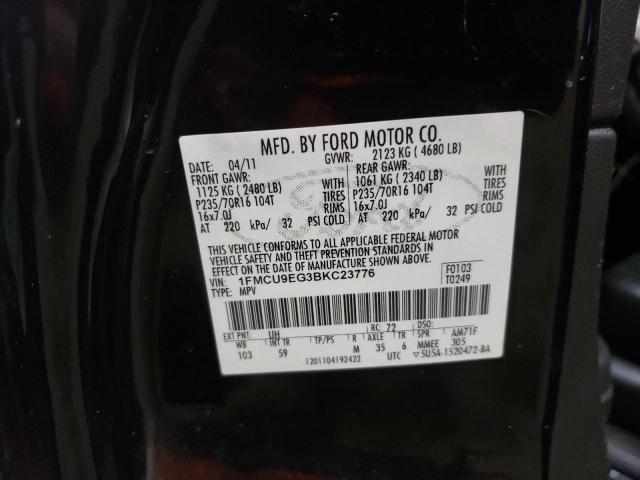 MFD. BY FORD MOTOR CO.
DATE: 04/11 GVWR: 2123 KG ( 4680 LB)
FRONT GAWR: REAR GAWR:
1125 KG ( 2480 LB) WITH 1061 KG ( 2340 LB) WITH
P235/70R16 104T TIRES P235/70R16 104T TIRES
16x7.0J RIMS 16x7.0J RIMS
AT 220 kPa/ 32 PSI COLD AT 220 kPa/ 32 PSI COLD
THIS VEHICLE CONFORMS TO ALL APPLICABLE FEDERAL MOTOR
VEHICLE SAFETY AND THEFT PREVENTION STANDARDS IN
EFFECT ON THE DATE OF MANUFACTURE SHOWN ABOVE.
VIN: 1FMCU9EG3BKC23776 F0103
TYPE: MPV T0249
EXT PNT: UH RC: 72 DSO:
WB INT TR TP/PS R AXLE TR SPR AM71F
103 59 M 35 6 MMEE 305
1201104192422 UTC 5U5A-1520472-BA